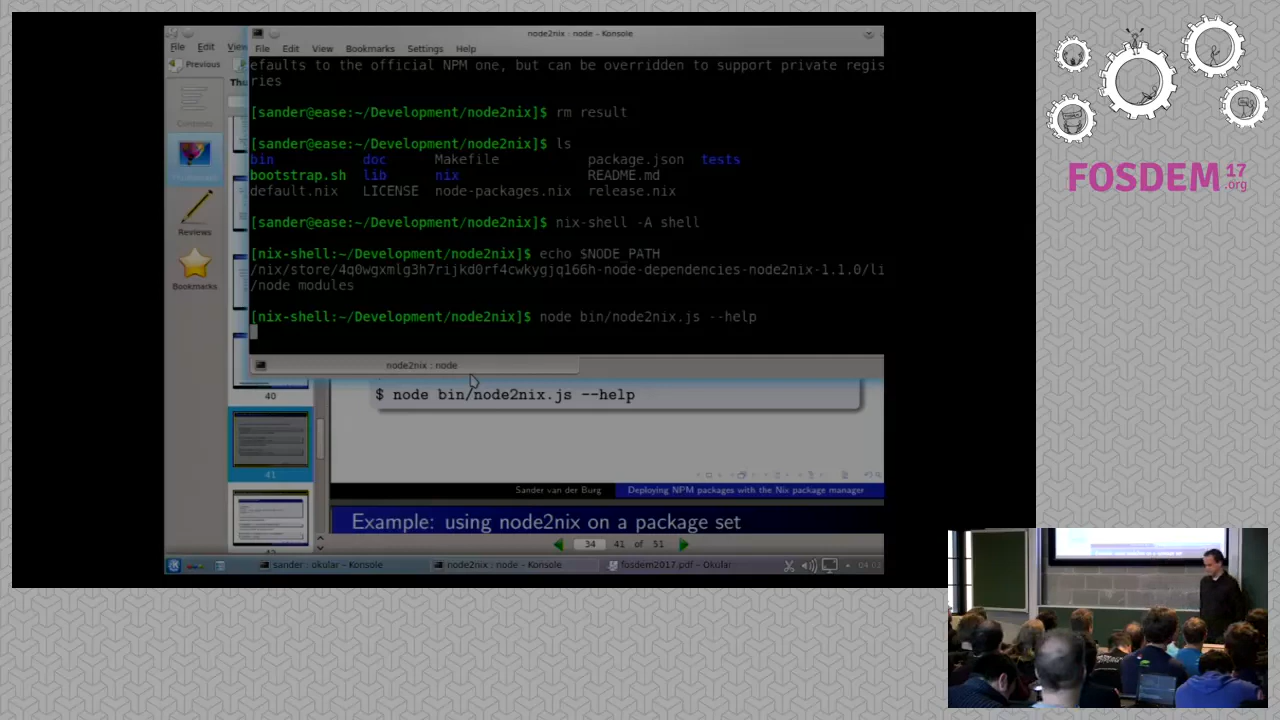 node2nix : node - Konsole
File Edit View
File Edit View Bookmarks Settings Help
Previous
efaults to the official NPM one, but can be overridden to support private regis
ries
[sander@ease:~/Development/node2nix]$ rm result
[sander@ease:~/Development/node2nix]$ ls
bin doc Makefile package.json tests
bootstrap.sh lib nix README.md
default.nix LICENSE node-packages.nix release.nix
[sander@ease:~/Development/node2nix]$ nix-shell -A shell
[nix-shell:~/Development/node2nix]$ echo $NODE_PATH
/nix/store/4q0wgxmlg3h7rijkd0rf4cwkygjq166h-node-dependencies-node2nix-1.1.0/li
/node modules
[nix-shell:~/Development/node2nix]$ node bin/node2nix.js --help
node2nix : node
Thu
Contents
Reviews
Bookmarks
40
41
$ node bin/node2nix.js --help
Sander van der Burg Deploying NPM packages with the Nix package manager
Example: using node2nix on a package set
34 41 of 51
sander : okular - Konsole node2nix : node - Konsole fosdem2017.pdf - Okular 04:03
FOSDEM 17
.org